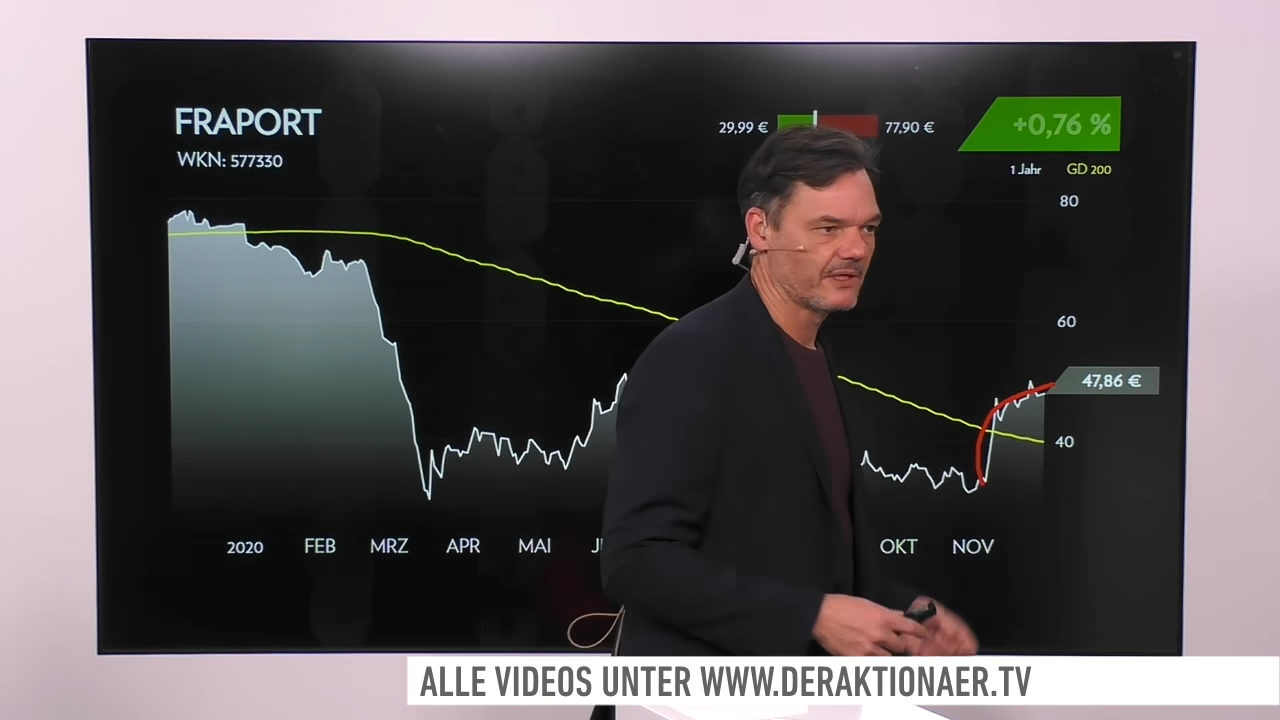 FRAPORT
WKN: 577330
29,99 €
77,90 €
+0,76 %
1 Jahr GD 200
80
60
47,86 €
40
2020 FEB MRZ APR MAI OKT NOV
ALLE VIDEOS UNTER WWW.DERAKTIONAER.TV